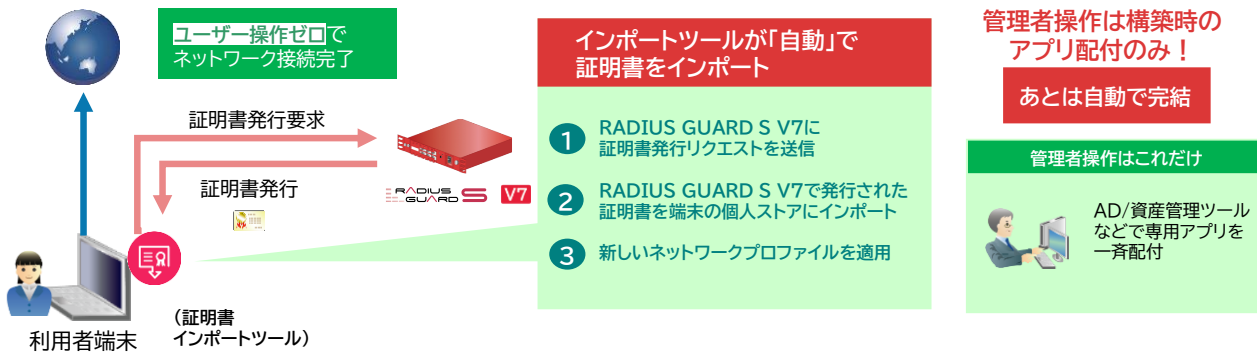 ユーザー操作ゼロで
ネットワーク接続完了
証明書発行要求
証明書発行
RADIUS
GUARD S V7
利用者端末
(証明書
インポートツール)
インポートツールが「自動」で
証明書をインポート
1 RADIUS GUARD S V7に
証明書発行リクエストを送信
2 RADIUS GUARD S V7で発行された
証明書を端末の個人ストアにインポート
3 新しいネットワークプロファイルを適用
管理者操作は構築時の
アプリ配付のみ！
あとは自動で完結
管理者操作はこれだけ
AD/資産管理ツール
などで専用アプリを
一斉配付